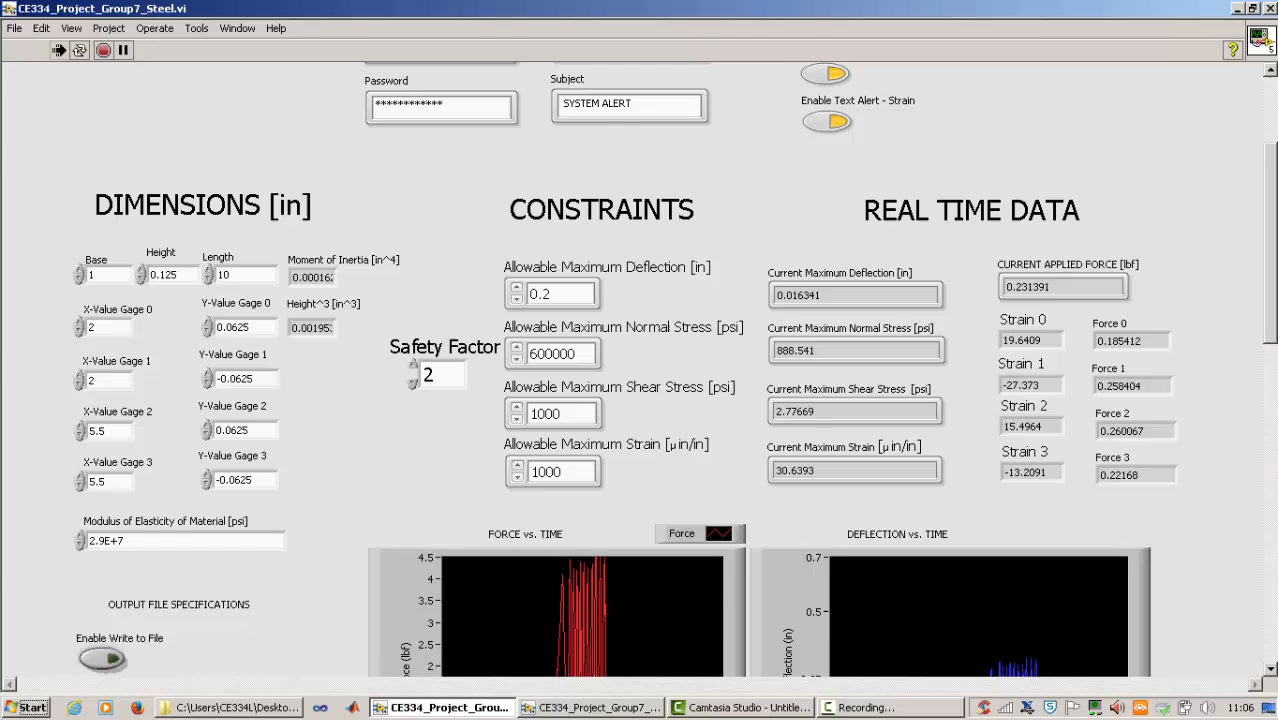 CE334_Project_Group7_Steel.vi
File Edit View Project Operate Tools Window Help
Password
Subject
************
SYSTEM ALERT
Enable Text Alert - Strain
DIMENSIONS [in]
Base
1
Height
0.125
Length
10
Moment of Inertia [in^4]
0.00016
X-Value Gage 0
2
Y-Value Gage 0
0.0625
Height^3 [in^3]
0.00195
X-Value Gage 1
2
Y-Value Gage 1
-0.0625
X-Value Gage 2
5.5
Y-Value Gage 2
0.0625
X-Value Gage 3
5.5
Y-Value Gage 3
-0.0625
Modulus of Elasticity of Material [psi]
2.9E+7
Safety Factor
2
CONSTRAINTS
Allowable Maximum Deflection [in]
0.2
Allowable Maximum Normal Stress [psi]
600000
Allowable Maximum Shear Stress [psi]
1000
Allowable Maximum Strain [μ in/in]
1000
REAL TIME DATA
Current Maximum Deflection [in]
0.016341
Current Maximum Normal Stress [psi]
888.541
Current Maximum Shear Stress [psi]
2.77669
Current Maximum Strain [μ in/in]
30.6393
CURRENT APPLIED FORCE [lbf]
0.231391
Strain 0
19.6409
Force 0
0.185412
Strain 1
-27.373
Force 1
0.258404
Strain 2
15.4964
Force 2
0.260067
Strain 3
-13.2091
Force 3
0.22168
OUTPUT FILE SPECIFICATIONS
Enable Write to File
FORCE vs. TIME
Force
4.5
4
3.5
3
2.5
2
DEFLECTION vs. TIME
0.7
0.5
Start
C:\Users\CE334L\Deskto...
CE334_Project_Grou...
CE334_Project_Group7_...
Camtasia Studio - Untitle...
Recording...
11:06